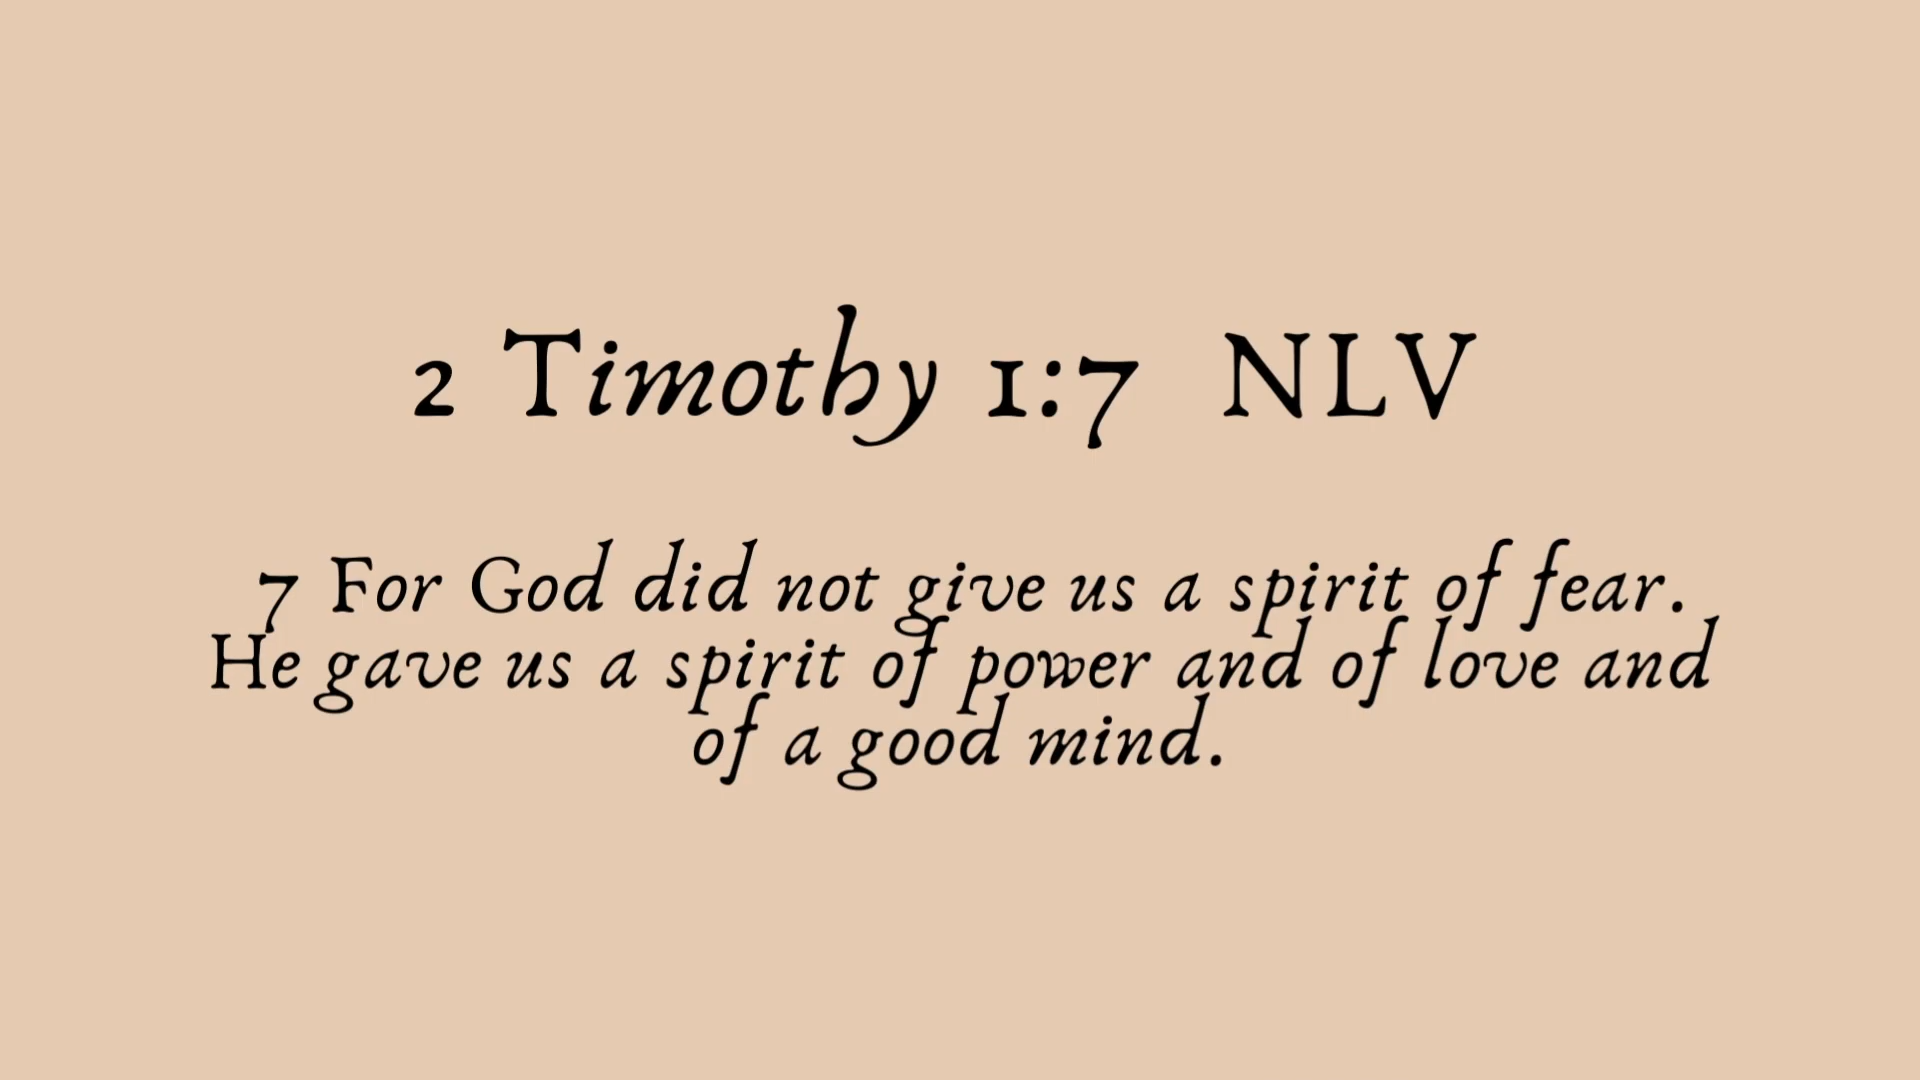 2 Timothy 1:7 NLV
7 For God did not give us a spirit of fear.
He gave us a spirit of power and of love and
of a good mind.